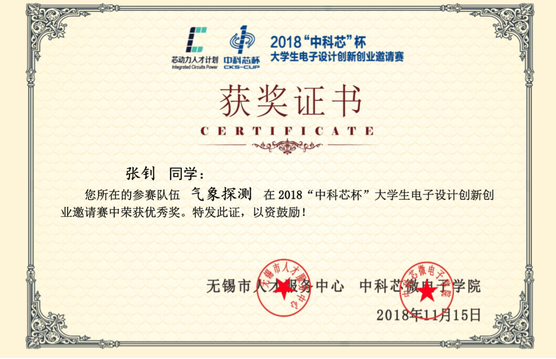 芯动力人才计划
Integrated Circuits Power
中科芯杯
CKS-CUP
2018“中科芯”杯
大学生电子设计创新创业邀请赛
获奖证书
CERTIFICATE
张钊 同学：
您所在的参赛队伍 气象探测 在2018“中科芯杯”大学生电子设计创新创
业邀请赛中荣获优秀奖。特发此证，以资鼓励！
无锡市人才服务中心 中科芯微电子学院
2018年11月15日
无锡市人才服务中心
中科芯微电子学院